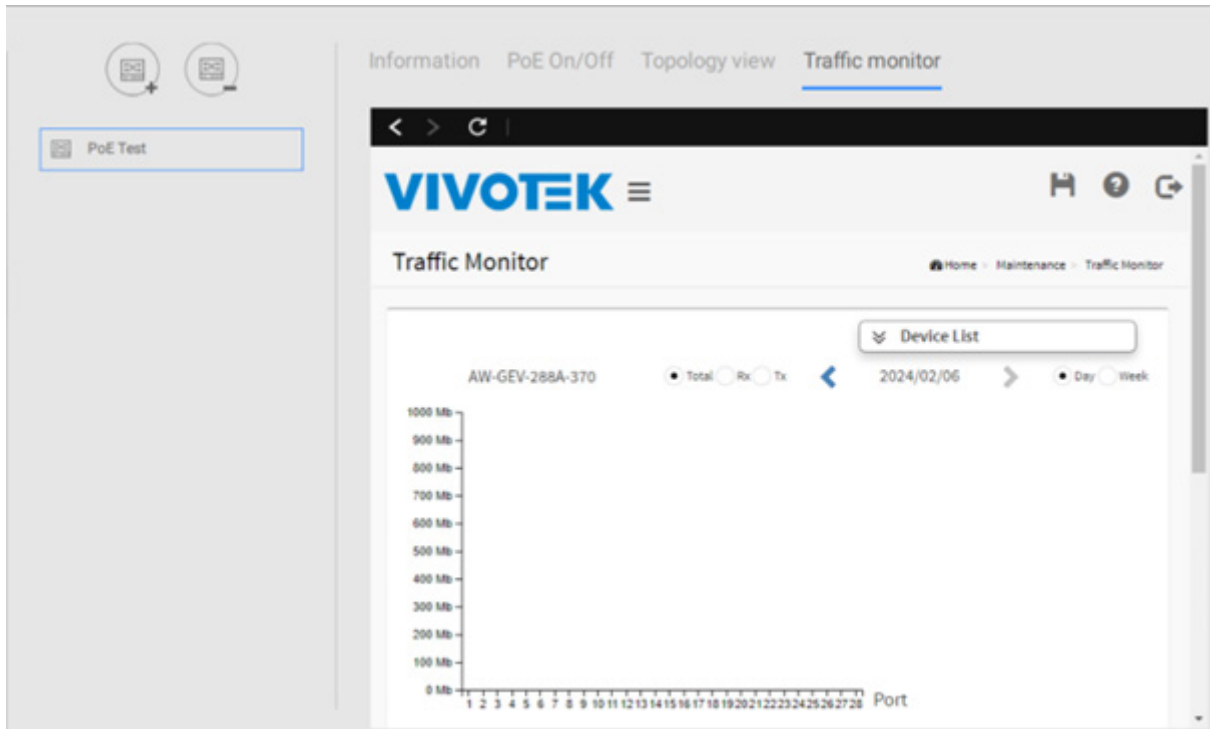 Information PoE On/Off Topology view Traffic monitor
PoE Test
VIVOTEK
Traffic Monitor
Home > Maintenance > Traffic Monitor
Device List
AW-GEV-288A-370 Total Rx Tx 2024/02/06 Day Week
1000 Mb
900 Mb
800 Mb
700 Mb
600 Mb
500 Mb
400 Mb
300 Mb
200 Mb
100 Mb
0 Mb
1 2 3 4 5 6 7 8 9 10 11 12 13 14 15 16 17 18 19 20 21 22 23 24 25 26 27 28 Port